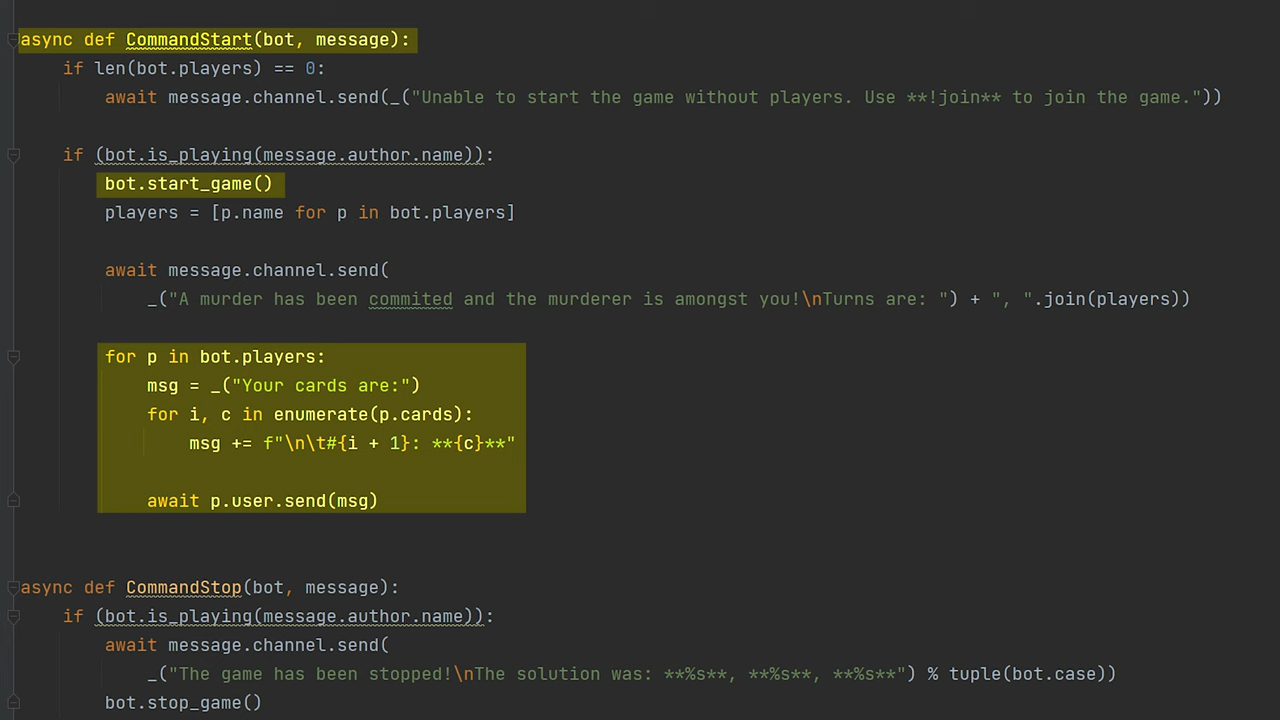 async def CommandStart(bot, message):
    if len(bot.players) == 0:
        await message.channel.send(_("Unable to start the game without players. Use **!join** to join the game."))

    if (bot.is_playing(message.author.name)):
        bot.start_game()
        players = [p.name for p in bot.players]

        await message.channel.send(
            _("A murder has been commited and the murderer is amongst you!\nTurns are: ") + ", ".join(players))

        for p in bot.players:
            msg = _("Your cards are:")
            for i, c in enumerate(p.cards):
                msg += f"\n\t#{i + 1}: **{c}**"

            await p.user.send(msg)


async def CommandStop(bot, message):
    if (bot.is_playing(message.author.name)):
        await message.channel.send(
            _("The game has been stopped!\nThe solution was: **%s**, **%s**, **%s**") % tuple(bot.case))
        bot.stop_game()